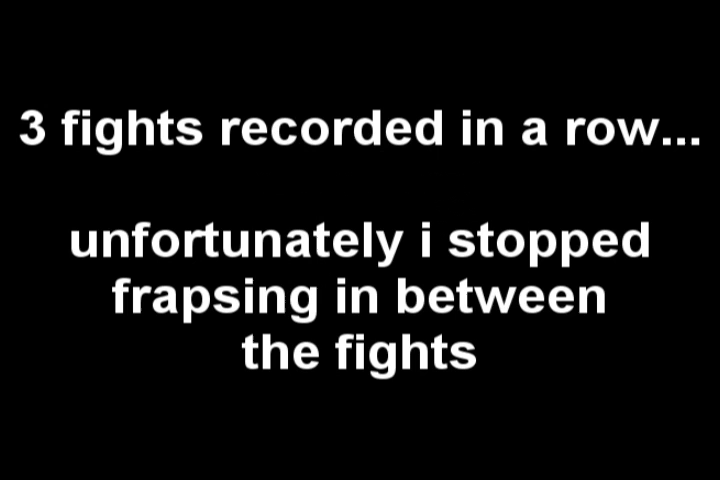 3 fights recorded in a row...
unfortunately i stopped
frapsing in between
the fights